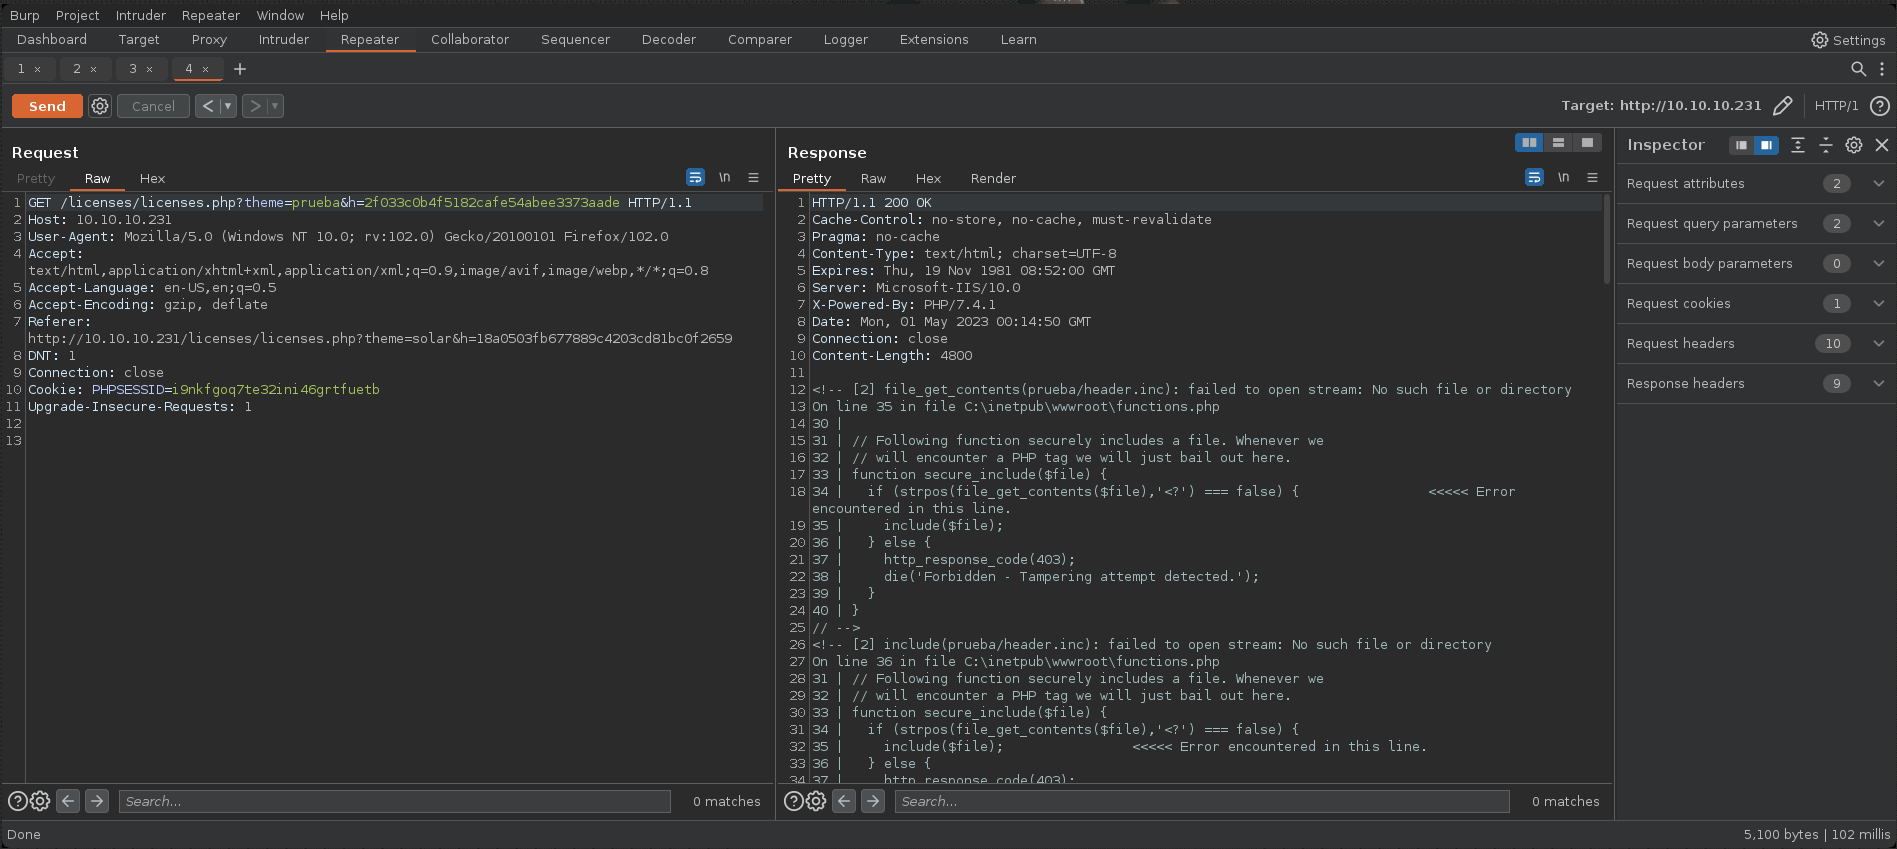 Burp Project Intruder Repeater Window Help
Dashboard Target Proxy Intruder Repeater Collaborator Sequencer Decoder Comparer Logger Extensions Learn Settings
1 × 2 × 3 × 4 × +
Send Cancel < ▾ > ▾ Target: http://10.10.10.231 HTTP/1 ?
Request
Pretty Raw Hex \n
1 GET /licenses/licenses.php?theme=prueba&h=2f033c0b4f5182cafe54abee3373aade HTTP/1.1
2 Host: 10.10.10.231
3 User-Agent: Mozilla/5.0 (Windows NT 10.0; rv:102.0) Gecko/20100101 Firefox/102.0
4 Accept:
text/html,application/xhtml+xml,application/xml;q=0.9,image/avif,image/webp,*/*;q=0.8
5 Accept-Language: en-US,en;q=0.5
6 Accept-Encoding: gzip, deflate
7 Referer:
http://10.10.10.231/licenses/licenses.php?theme=solar&h=18a0503fb677889c4203cd81bc0f2659
8 DNT: 1
9 Connection: close
10 Cookie: PHPSESSID=i9nkfgoq7te32ini46grtfuetb
11 Upgrade-Insecure-Requests: 1
12
13
? Search... 0 matches
Response
Pretty Raw Hex Render \n
1 HTTP/1.1 200 OK
2 Cache-Control: no-store, no-cache, must-revalidate
3 Pragma: no-cache
4 Content-Type: text/html; charset=UTF-8
5 Expires: Thu, 19 Nov 1981 08:52:00 GMT
6 Server: Microsoft-IIS/10.0
7 X-Powered-By: PHP/7.4.1
8 Date: Mon, 01 May 2023 00:14:50 GMT
9 Connection: close
10 Content-Length: 4800
11
12 <!-- [2] file_get_contents(prueba/header.inc): failed to open stream: No such file or directory
13 On line 35 in file C:\inetpub\wwwroot\functions.php
14 30 |
15 31 | // Following function securely includes a file. Whenever we
16 32 | // will encounter a PHP tag we will just bail out here.
17 33 | function secure_include($file) {
18 34 |   if (strpos(file_get_contents($file),'<?') === false) {                <<<<< Error
encountered in this line.
19 35 |     include($file);
20 36 |   } else {
21 37 |     http_response_code(403);
22 38 |     die('Forbidden - Tampering attempt detected.');
23 39 |   }
24 40 | }
25 // -->
26 <!-- [2] include(prueba/header.inc): failed to open stream: No such file or directory
27 On line 36 in file C:\inetpub\wwwroot\functions.php
28 31 | // Following function securely includes a file. Whenever we
29 32 | // will encounter a PHP tag we will just bail out here.
30 33 | function secure_include($file) {
31 34 |   if (strpos(file_get_contents($file),'<?') === false) {
32 35 |     include($file);                <<<<< Error encountered in this line.
33 36 |   } else {
34 37 |     http_response_code(403);
? Search... 0 matches
Inspector
Request attributes 2
Request query parameters 2
Request body parameters 0
Request cookies 1
Request headers 10
Response headers 9
Done 5,100 bytes | 102 millis